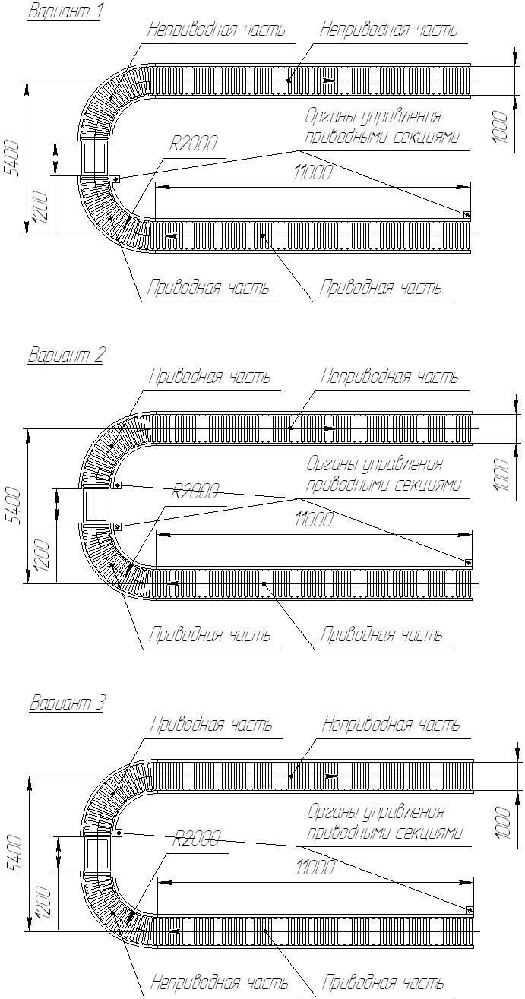 Вариант 1
Неприводная часть
Неприводная часть
Органы управления
приводными секциями
1000
5400
R2000
11000
1200
Приводная часть
Приводная часть
Вариант 2
Приводная часть
Неприводная часть
Органы управления
приводными секциями
1000
5400
R2000
11000
1200
Приводная часть
Приводная часть
Вариант 3
Приводная часть
Неприводная часть
Органы управления
приводными секциями
1000
5400
R2000
11000
1200
Неприводная часть
Приводная часть